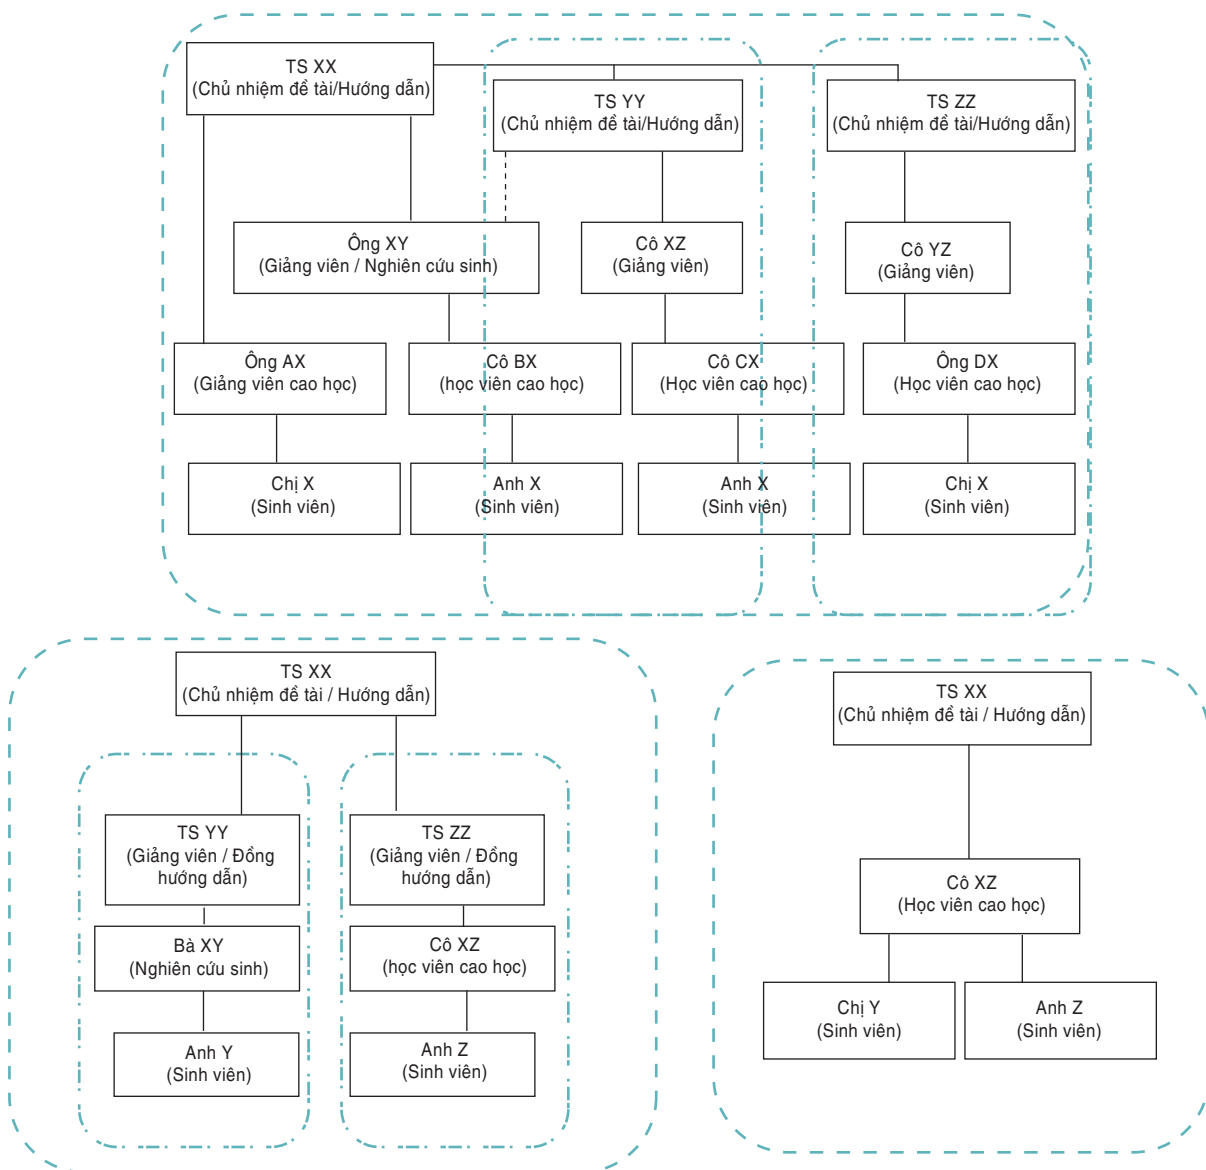 TS XX
(Chủ nhiệm đề tài/Hướng dẫn)
TS YY
(Chủ nhiệm đề tài/Hướng dẫn)
TS ZZ
(Chủ nhiệm đề tài/Hướng dẫn)
Ông XY
(Giảng viên / Nghiên cứu sinh)
Cô XZ
(Giảng viên)
Cô YZ
(Giảng viên)
Ông AX
(Giảng viên cao học)
Cô BX
(học viên cao học)
Cô CX
(Học viên cao học)
Ông DX
(Học viên cao học)
Chị X
(Sinh viên)
Anh X
(Sinh viên)
Anh X
(Sinh viên)
Chị X
(Sinh viên)
TS XX
(Chủ nhiệm đề tài / Hướng dẫn)
TS YY
(Giảng viên / Đồng
hướng dẫn)
TS ZZ
(Giảng viên / Đồng
hướng dẫn)
Bà XY
(Nghiên cứu sinh)
Cô XZ
(học viên cao học)
Anh Y
(Sinh viên)
Anh Z
(Sinh viên)
TS XX
(Chủ nhiệm đề tài / Hướng dẫn)
Cô XZ
(Học viên cao học)
Chị Y
(Sinh viên)
Anh Z
(Sinh viên)